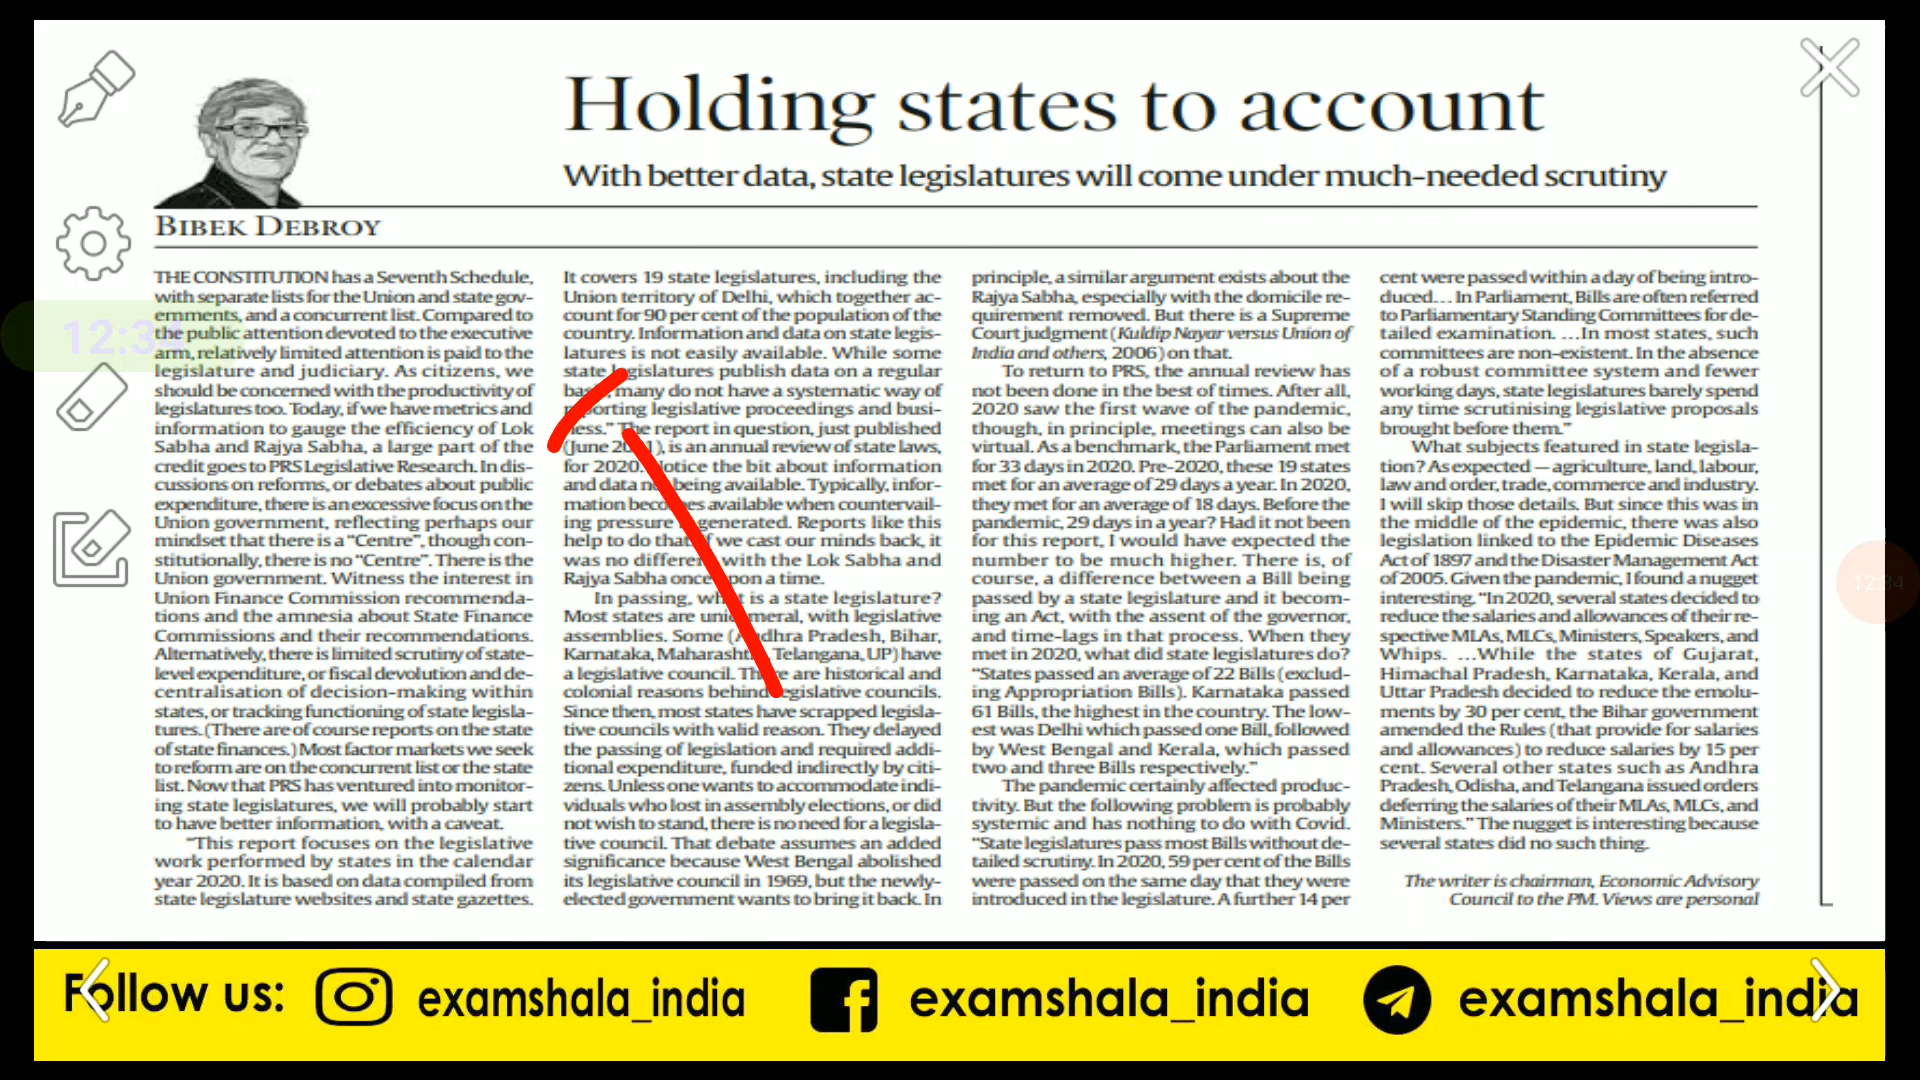 Holding states to account
With better data, state legislatures will come under much-needed scrutiny
BIBEK DEBROY
THE CONSTITUTION has a Seventh Schedule,
with separate lists for the Union and state gov-
ernments, and a concurrent list. Compared to
the public attention devoted to the executive
arm, relatively limited attention is paid to the
legislature and judiciary. As citizens, we
should be concerned with the productivity of
legislatures too. Today, if we have metrics and
information to gauge the efficiency of Lok
Sabha and Rajya Sabha, a large part of the
credit goes to PRS Legislative Research. In dis-
cussions on reforms, or debates about public
expenditure, there is an excessive focus on the
Union government, reflecting perhaps our
mindset that there is a “Centre”, though con-
stitutionally, there is no “Centre”. There is the
Union government. Witness the interest in
Union Finance Commission recommenda-
tions and the amnesia about State Finance
Commissions and their recommendations.
Alternatively, there is limited scrutiny of state-
level expenditure, or fiscal devolution and de-
centralisation of decision-making within
states, or tracking functioning of state legisla-
tures. (There are of course reports on the state
of state finances.) Most factor markets we seek
to reform are on the concurrent list or the state
list. Now that PRS has ventured into monitor-
ing state legislatures, we will probably start
to have better information, with a caveat.
“This report focuses on the legislative
work performed by states in the calendar
year 2020. It is based on data compiled from
state legislature websites and state gazettes.
It covers 19 state legislatures, including the
Union territory of Delhi, which together ac-
count for 90 per cent of the population of the
country. Information and data on state legis-
latures is not easily available. While some
state legislatures publish data on a regular
basis, many do not have a systematic way of
reporting legislative proceedings and busi-
ness.” The report in question, just published
(June 2021), is an annual review of state laws,
for 2020. Notice the bit about information
and data not being available. Typically, infor-
mation becomes available when countervail-
ing pressure is generated. Reports like this
help to do that. If we cast our minds back, it
was no different with the Lok Sabha and
Rajya Sabha once upon a time.
In passing, what is a state legislature?
Most states are unicameral, with legislative
assemblies. Some (Andhra Pradesh, Bihar,
Karnataka, Maharashtra, Telangana, UP) have
a legislative council. There are historical and
colonial reasons behind legislative councils.
Since then, most states have scrapped legisla-
tive councils with valid reason. They delayed
the passing of legislation and required addi-
tional expenditure, funded indirectly by citi-
zens. Unless one wants to accommodate indi-
viduals who lost in assembly elections, or did
not wish to stand, there is no need for a legisla-
tive council. That debate assumes an added
significance because West Bengal abolished
its legislative council in 1969, but the newly-
elected government wants to bring it back. In
principle, a similar argument exists about the
Rajya Sabha, especially with the domicile re-
quirement removed. But there is a Supreme
Court judgment (Kuldip Nayar versus Union of
India and others, 2006) on that.
To return to PRS, the annual review has
not been done in the best of times. After all,
2020 saw the first wave of the pandemic,
though, in principle, meetings can also be
virtual. As a benchmark, the Parliament met
for 33 days in 2020. Pre-2020, these 19 states
met for an average of 29 days a year. In 2020,
they met for an average of 18 days. Before the
pandemic, 29 days in a year? Had it not been
for this report, I would have expected the
number to be much higher. There is, of
course, a difference between a Bill being
passed by a state legislature and it becom-
ing an Act, with the assent of the governor,
and time-lags in that process. When they
met in 2020, what did state legislatures do?
“States passed an average of 22 Bills (exclud-
ing Appropriation Bills). Karnataka passed
61 Bills, the highest in the country. The low-
est was Delhi which passed one Bill, followed
by West Bengal and Kerala, which passed
two and three Bills respectively.”
The pandemic certainly affected produc-
tivity. But the following problem is probably
systemic and has nothing to do with Covid.
“State legislatures pass most Bills without de-
tailed scrutiny. In 2020, 59 per cent of the Bills
were passed on the same day that they were
introduced in the legislature. A further 14 per
cent were passed within a day of being intro-
duced... In Parliament, Bills are often referred
to Parliamentary Standing Committees for de-
tailed examination. ...In most states, such
committees are non-existent. In the absence
of a robust committee system and fewer
working days, state legislatures barely spend
any time scrutinising legislative proposals
brought before them.”
What subjects featured in state legisla-
tion? As expected — agriculture, land, labour,
law and order, trade, commerce and industry.
I will skip those details. But since this was in
the middle of the epidemic, there was also
legislation linked to the Epidemic Diseases
Act of 1897 and the Disaster Management Act
of 2005. Given the pandemic, I found a nugget
interesting. “In 2020, several states decided to
reduce the salaries and allowances of their re-
spective MLAs, MLCs, Ministers, Speakers, and
Whips. ...While the states of Gujarat,
Himachal Pradesh, Karnataka, Kerala, and
Uttar Pradesh decided to reduce the emolu-
ments by 30 per cent, the Bihar government
amended the Rules (that provide for salaries
and allowances) to reduce salaries by 15 per
cent. Several other states such as Andhra
Pradesh, Odisha, and Telangana issued orders
deferring the salaries of their MLAs, MLCs, and
Ministers.” The nugget is interesting because
several states did no such thing.
The writer is chairman, Economic Advisory
Council to the PM. Views are personal
12:34
12:34
Follow us: examshala_india examshala_india examshala_india